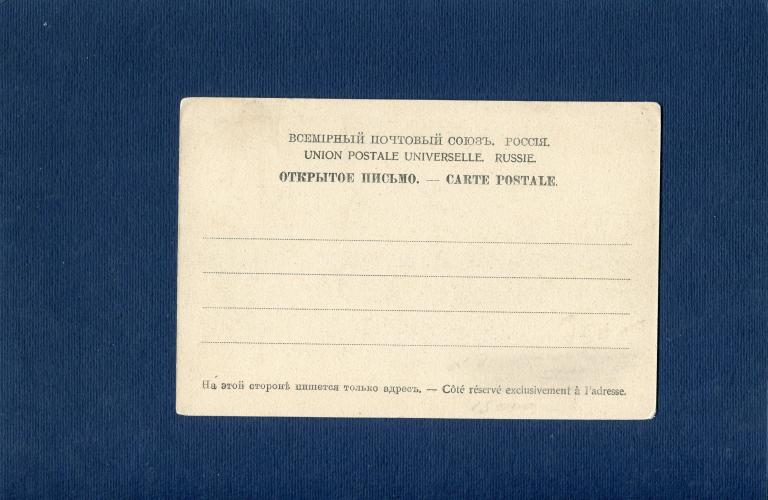 ВСЕМІРНЫЙ ПОЧТОВЫЙ СОЮЗЪ. РОССІЯ.
UNION POSTALE UNIVERSELLE. RUSSIE.
ОТКРЫТОЕ ПИСЬМО. — CARTE POSTALE.
На этой сторонѣ пишется только адресъ. — Côté réservé exclusivement à l'adresse.